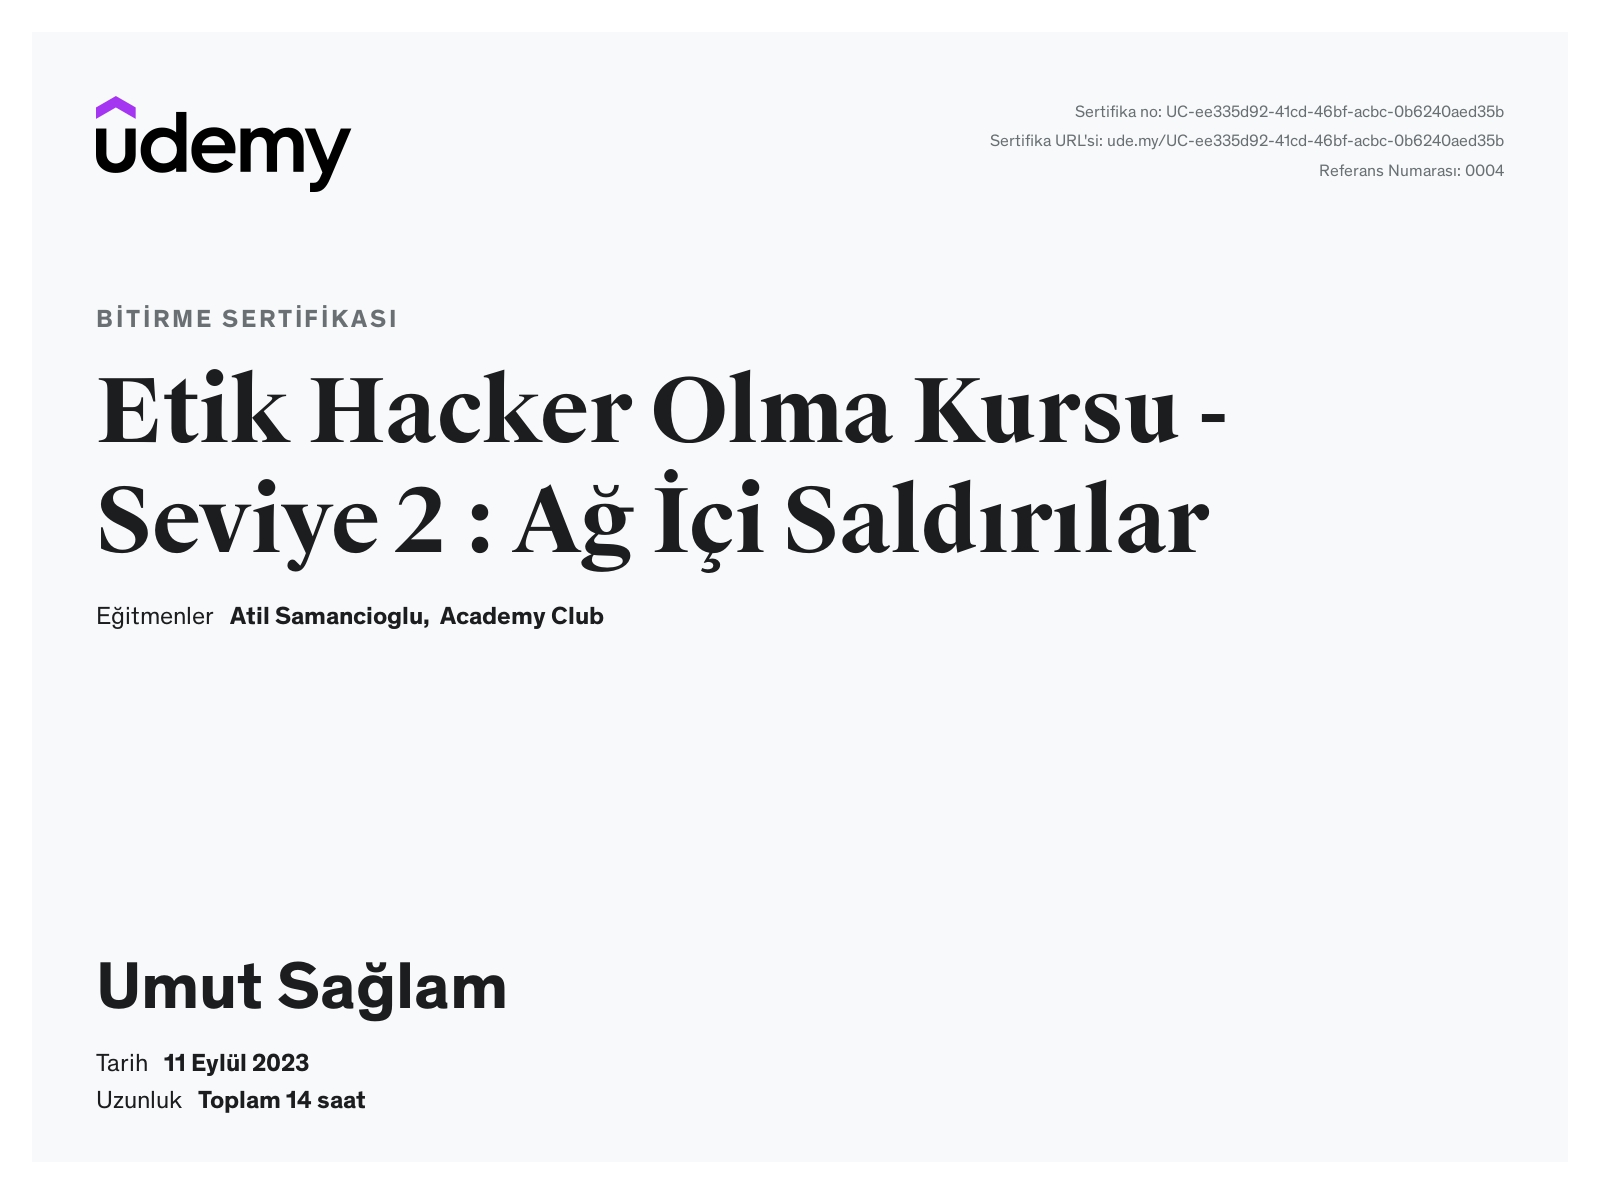 udemy
Sertifika no: UC-ee335d92-41cd-46bf-acbc-0b6240aed35b
Sertifika URL'si: ude.my/UC-ee335d92-41cd-46bf-acbc-0b6240aed35b
Referans Numarası: 0004
BİTİRME SERTİFİKASI
Etik Hacker Olma Kursu -
Seviye 2 : Ağ İçi Saldırılar
Eğitmenler Atil Samancioglu, Academy Club
Umut Sağlam
Tarih 11 Eylül 2023
Uzunluk Toplam 14 saat